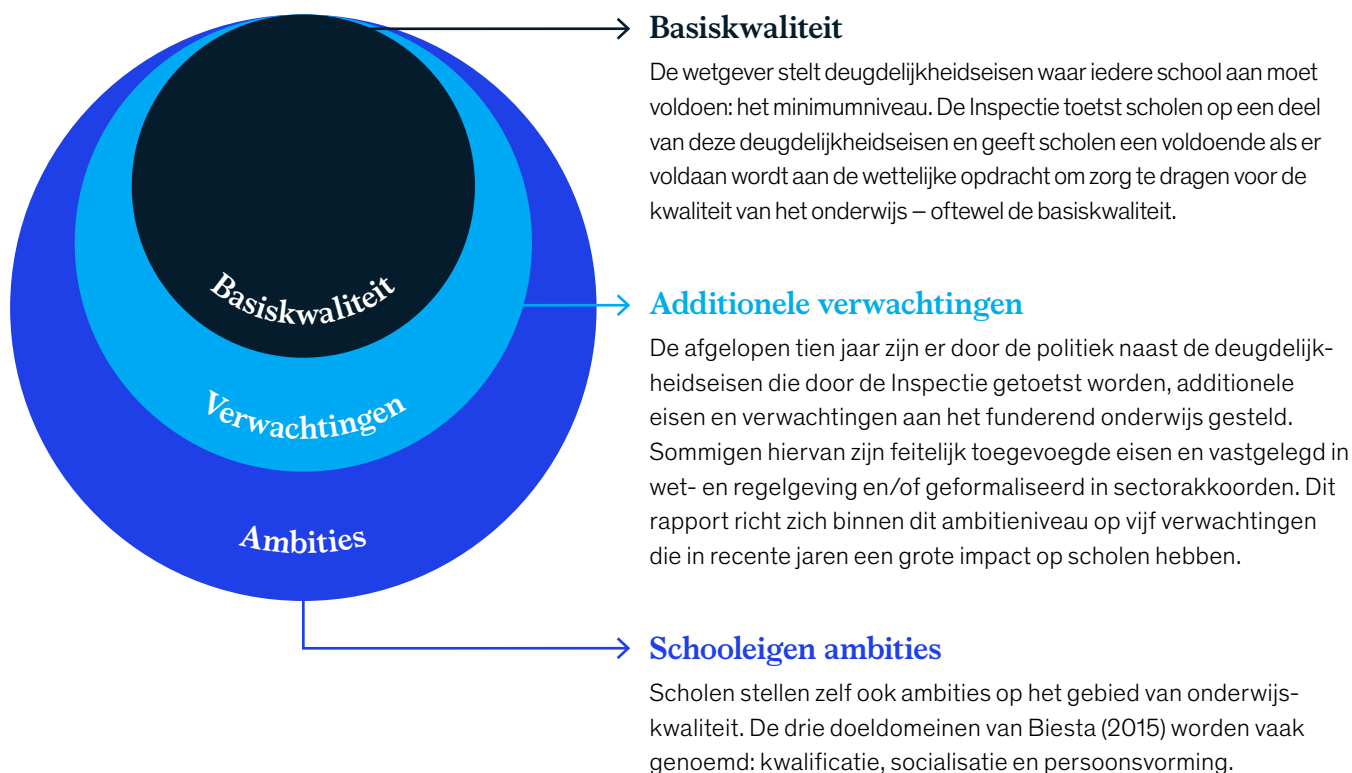 Basiskwaliteit
De wetgever stelt deugdelijkheidseisen waar iedere school aan moet
voldoen: het minimumniveau. De Inspectie toetst scholen op een deel
van deze deugdelijkheidseisen en geeft scholen een voldoende als er
voldaan wordt aan de wettelijke opdracht om zorg te dragen voor de
kwaliteit van het onderwijs – oftewel de basiskwaliteit.
Basiskwaliteit
Additionele verwachtingen
De afgelopen tien jaar zijn er door de politiek naast de deugdelijk-
heidseisen die door de Inspectie getoetst worden, additionele
eisen en verwachtingen aan het funderend onderwijs gesteld.
Sommigen hiervan zijn feitelijk toegevoegde eisen en vastgelegd in
wet- en regelgeving en/of geformaliseerd in sectorakkoorden. Dit
rapport richt zich binnen dit ambitieniveau op vijf verwachtingen
die in recente jaren een grote impact op scholen hebben.
Verwachtingen
Ambities
Schooleigen ambities
Scholen stellen zelf ook ambities op het gebied van onderwijs-
kwaliteit. De drie doeldomeinen van Biesta (2015) worden vaak
genoemd: kwalificatie, socialisatie en persoonsvorming.